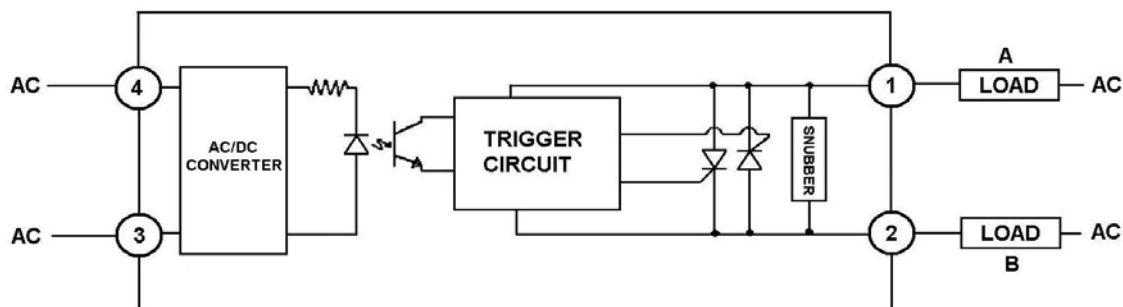 A
AC 4 1 LOAD AC
AC/DC
CONVERTER
TRIGGER
CIRCUIT
SNUBBER
AC 3 2 LOAD AC
B